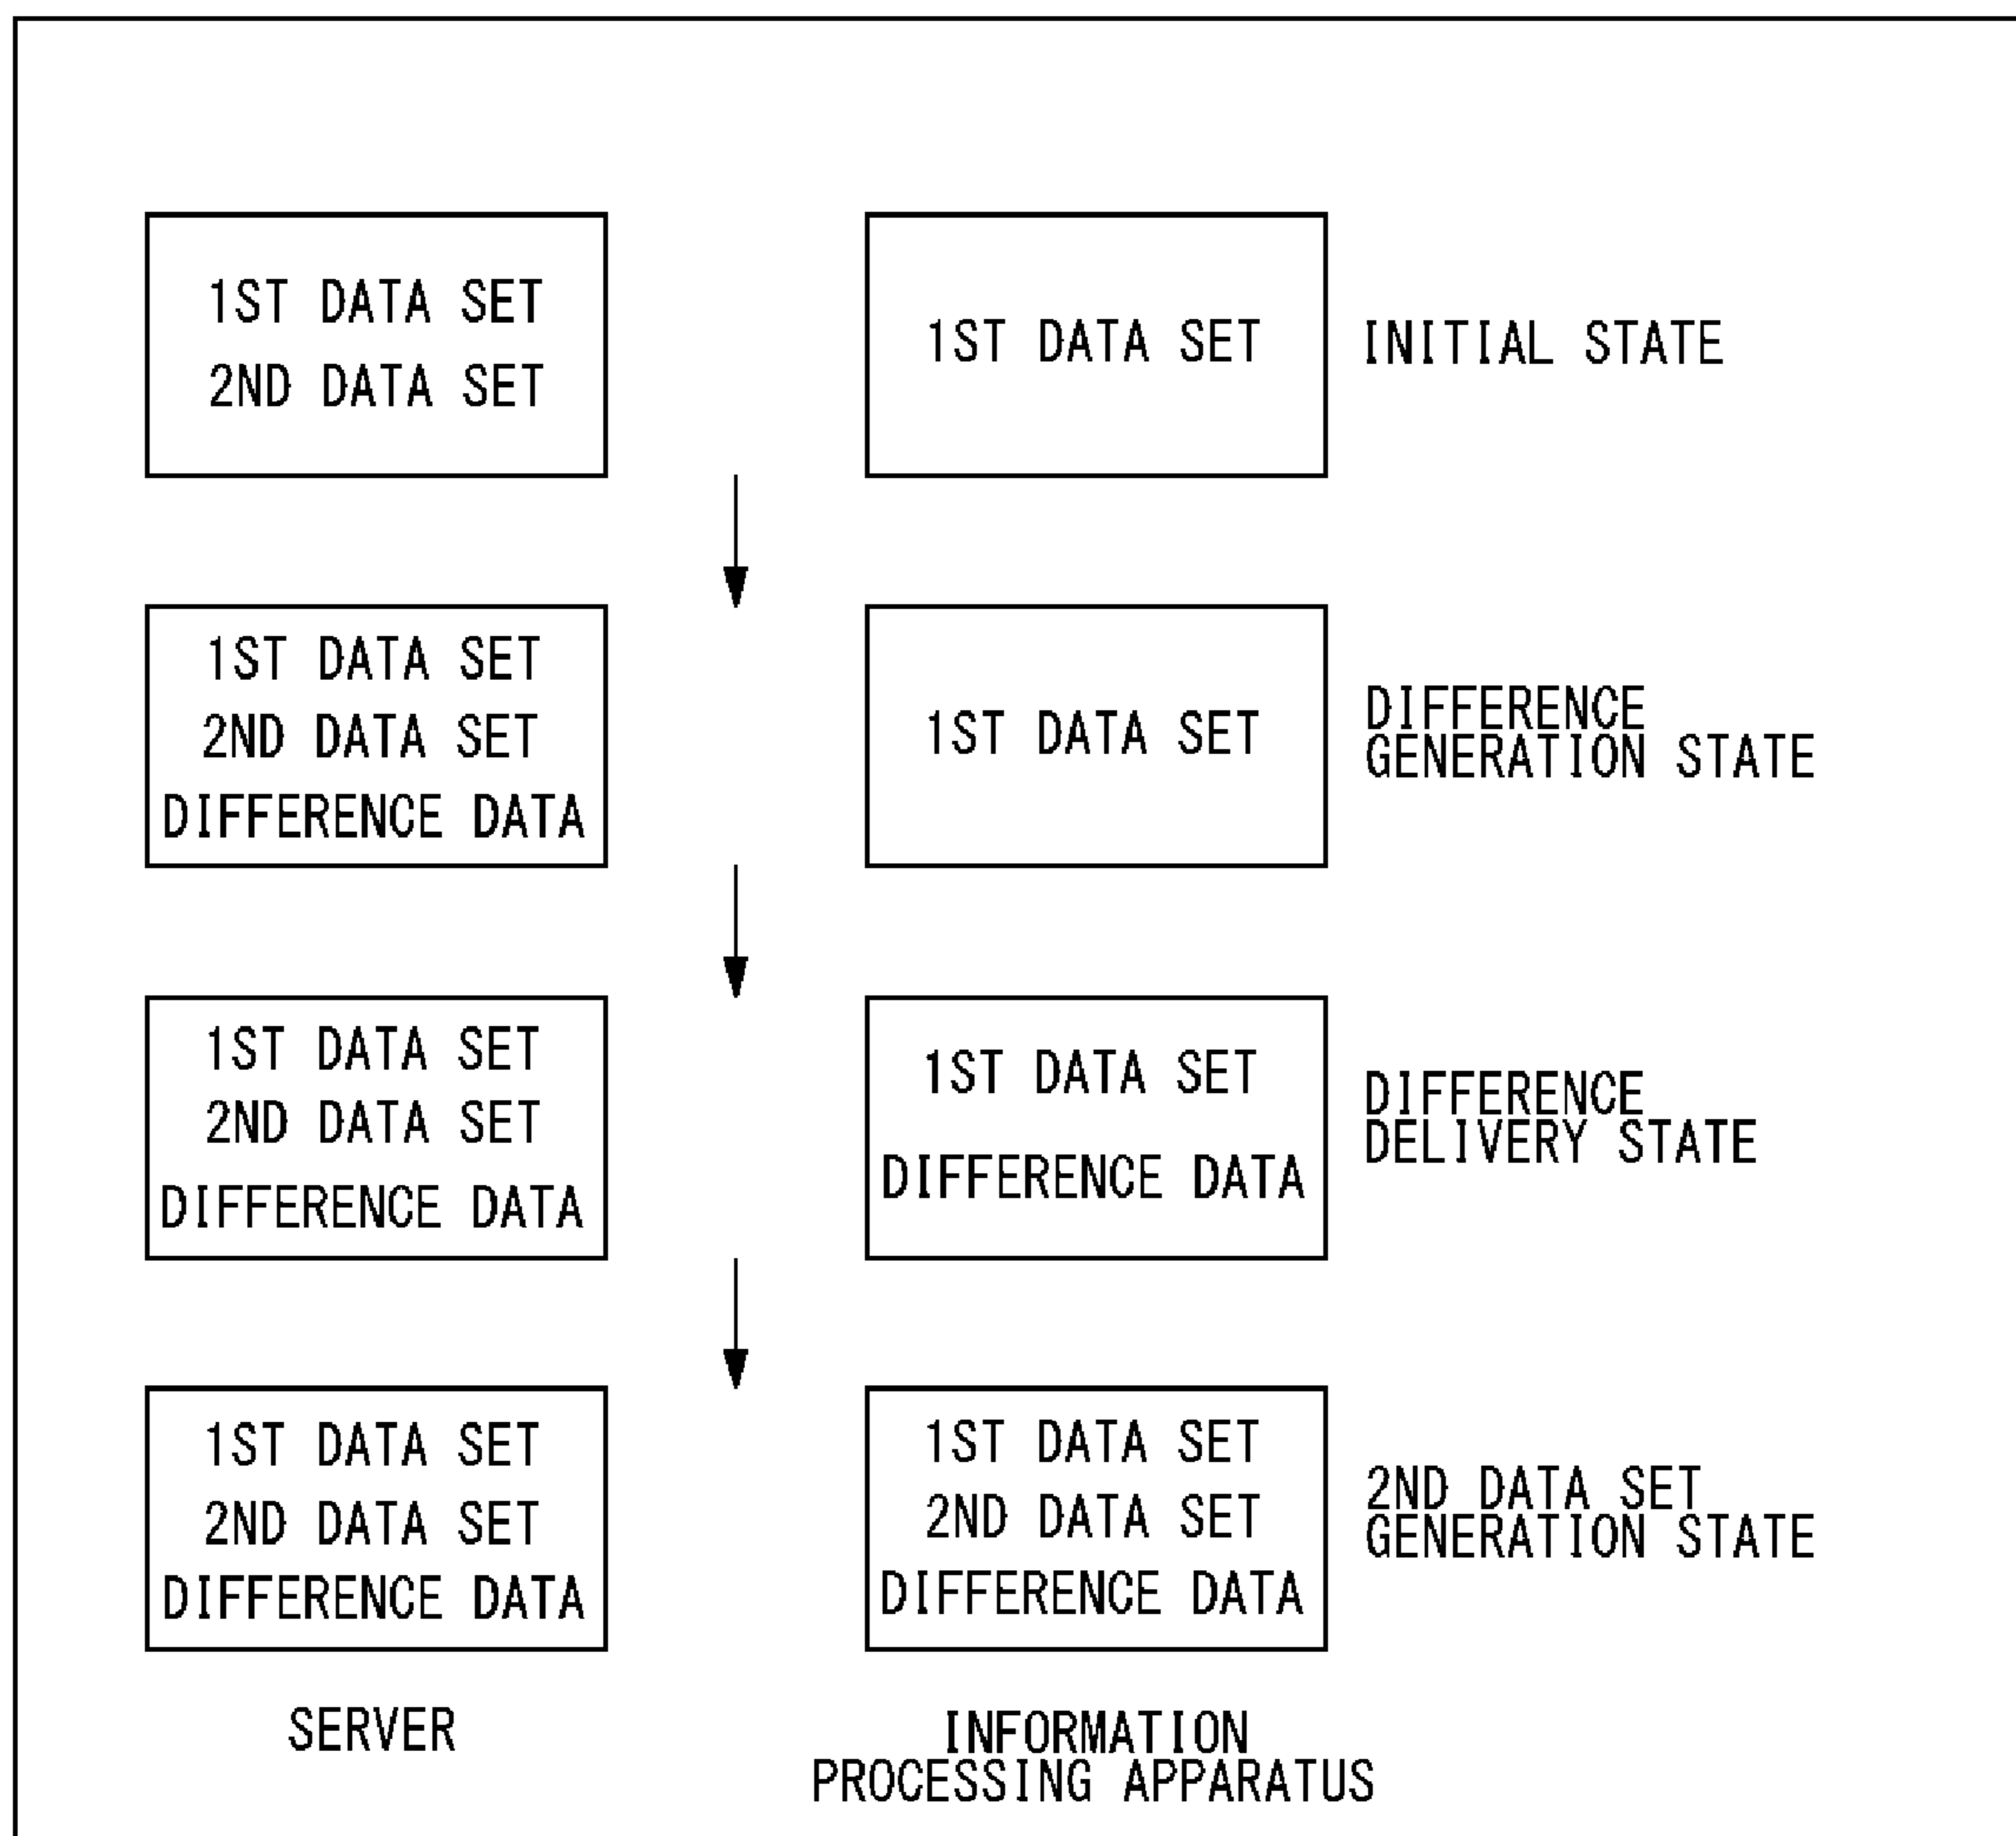 1ST DATA SET
2ND DATA SET
1ST DATA SET
INITIAL STATE
1ST DATA SET
2ND DATA SET
DIFFERENCE DATA
1ST DATA SET
DIFFERENCE
GENERATION STATE
1ST DATA SET
2ND DATA SET
DIFFERENCE DATA
1ST DATA SET
DIFFERENCE DATA
DIFFERENCE
DELIVERY STATE
1ST DATA SET
2ND DATA SET
DIFFERENCE DATA
1ST DATA SET
2ND DATA SET
DIFFERENCE DATA
2ND DATA SET
GENERATION STATE
SERVER
INFORMATION
PROCESSING APPARATUS